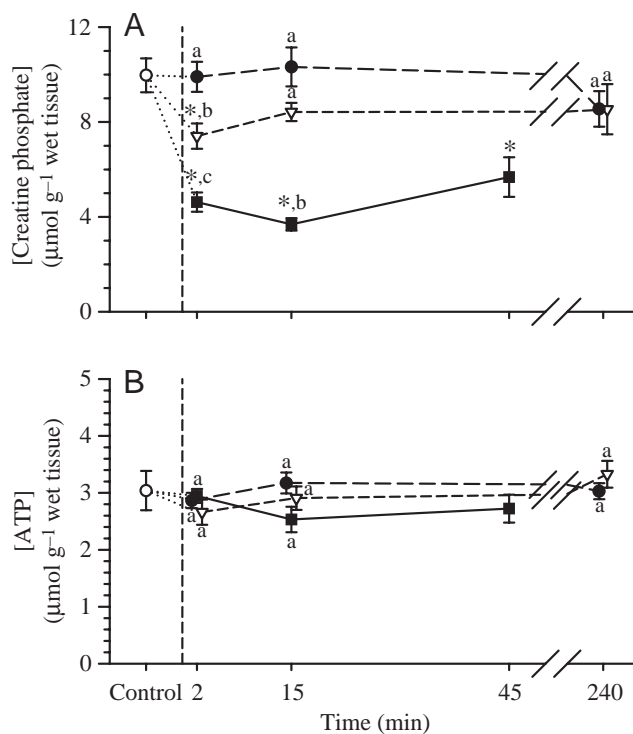 A
12
8
4
0
[Creatine phosphate]
(μmol g⁻¹ wet tissue)
a
a
*,b
a
a
a
*,c
*,b
*
B
5
4
3
2
1
0
[ATP]
(μmol g⁻¹ wet tissue)
a
a
a
a
a
a
a
a
Control 2 15 45 240
Time (min)